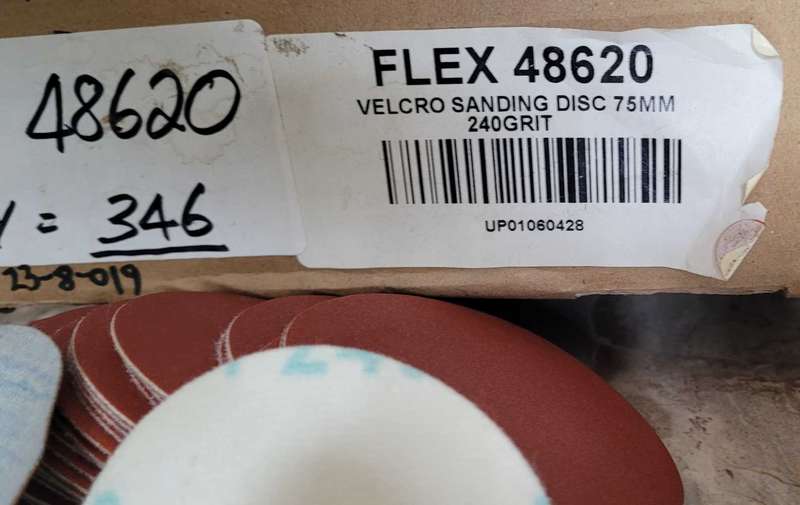 48620
= 346
23-8-019
FLEX 48620
VELCRO SANDING DISC 75MM
240GRIT
UP01060428